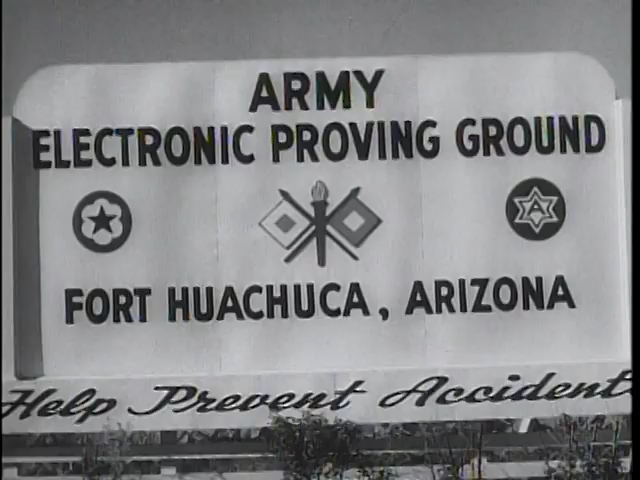 ARMY
ELECTRONIC PROVING GROUND
A
FORT HUACHUCA, ARIZONA
Help Prevent Accident